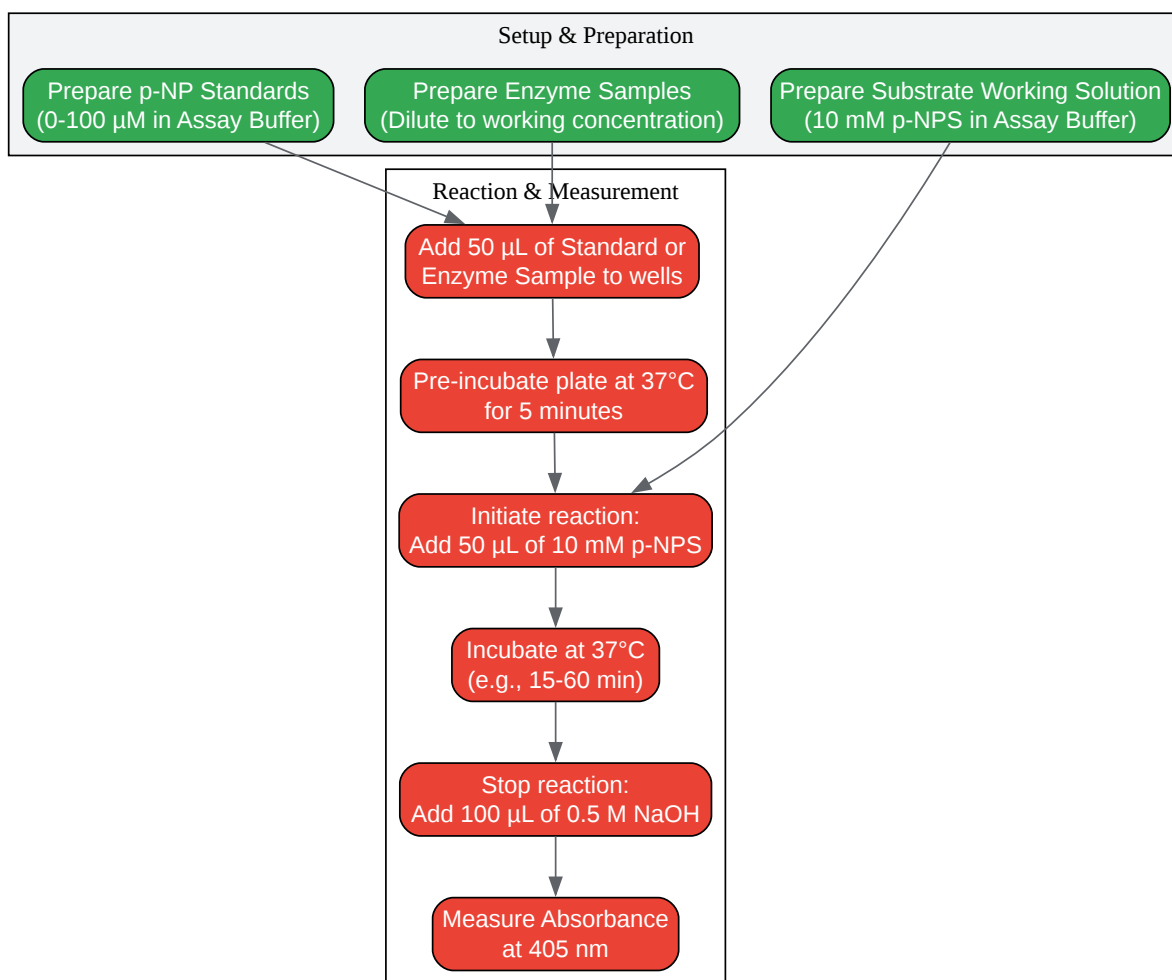 Setup & Preparation
Prepare p-NP Standards
(0-100 µM in Assay Buffer)
Prepare Enzyme Samples
(Dilute to working concentration)
Prepare Substrate Working Solution
(10 mM p-NPS in Assay Buffer)
Reaction & Measurement
Add 50 µL of Standard or
Enzyme Sample to wells
Pre-incubate plate at 37°C
for 5 minutes
Initiate reaction:
Add 50 µL of 10 mM p-NPS
Incubate at 37°C
(e.g., 15-60 min)
Stop reaction:
Add 100 µL of 0.5 M NaOH
Measure Absorbance
at 405 nm